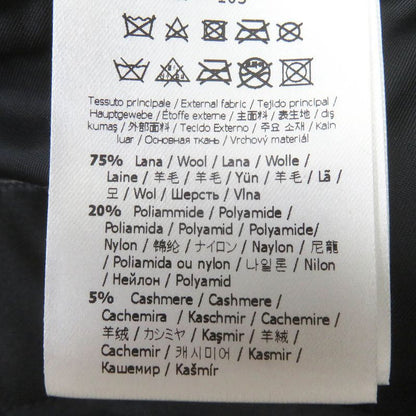 Tessuto principale / External fabric / Tejido principal /
Hauptgewebe / Étoffe externe / 主面料 / 表生地 / dış
kumaş / 外部面料 / Tecido Externo / 주요 소재 / Kain
luar / Основная ткань / Vrchový materiál
75% Lana / Wool / Lana / Wolle /
Laine / 羊毛 / 羊毛 / Yün / 羊毛 / Lã /
모 / Wol / Шерсть / Vlna
20% Poliammide / Polyamide /
Poliamida / Polyamid / Polyamide/
Nylon / 锦纶 / ナイロン / Naylon / 尼龍
/ Poliamida ou nylon / 나일론 / Nilon
/ Нейлон / Polyamid
5% Cashmere / Cashmere /
Cachemira / Kaschmir / Cachemire /
羊绒 / カシミヤ / Kaşmir / 羊絨 /
Cachemir / 캐시미어 / Kasmir /
Кашемир / Kašmír